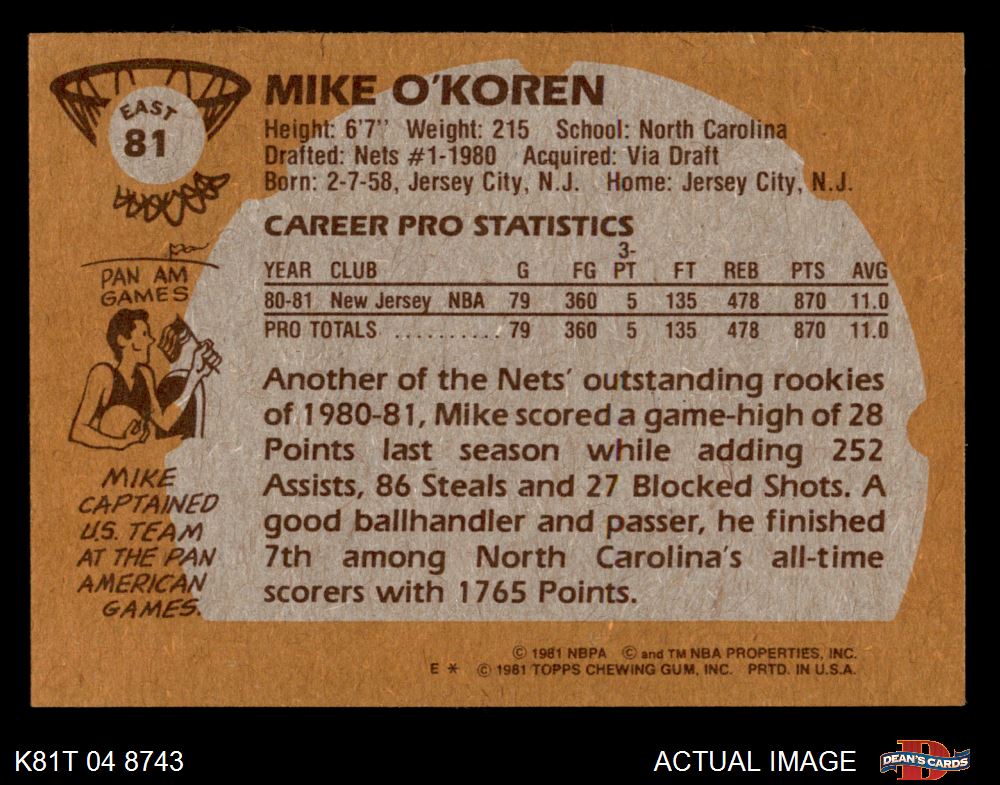 EAST
81
MIKE O'KOREN
Height: 6'7" Weight: 215 School: North Carolina
Drafted: Nets #1-1980 Acquired: Via Draft
Born: 2-7-58, Jersey City, N.J. Home: Jersey City, N.J.
CAREER PRO STATISTICS
YEAR CLUB G FG 3-PT FT REB PTS AVG
80-81 New Jersey NBA 79 360 5 135 478 870 11.0
PRO TOTALS .......... 79 360 5 135 478 870 11.0
PAN AM
GAMES
MIKE
CAPTAINED
U.S. TEAM
AT THE PAN
AMERICAN
GAMES.
Another of the Nets' outstanding rookies
of 1980-81, Mike scored a game-high of 28
Points last season while adding 252
Assists, 86 Steals and 27 Blocked Shots. A
good ballhandler and passer, he finished
7th among North Carolina's all-time
scorers with 1765 Points.
© 1981 NBPA © and TM NBA PROPERTIES, INC.
E * © 1981 TOPPS CHEWING GUM, INC. PRTD. IN U.S.A.
K81T 04 8743
ACTUAL IMAGE
D
DEAN'S CARDS